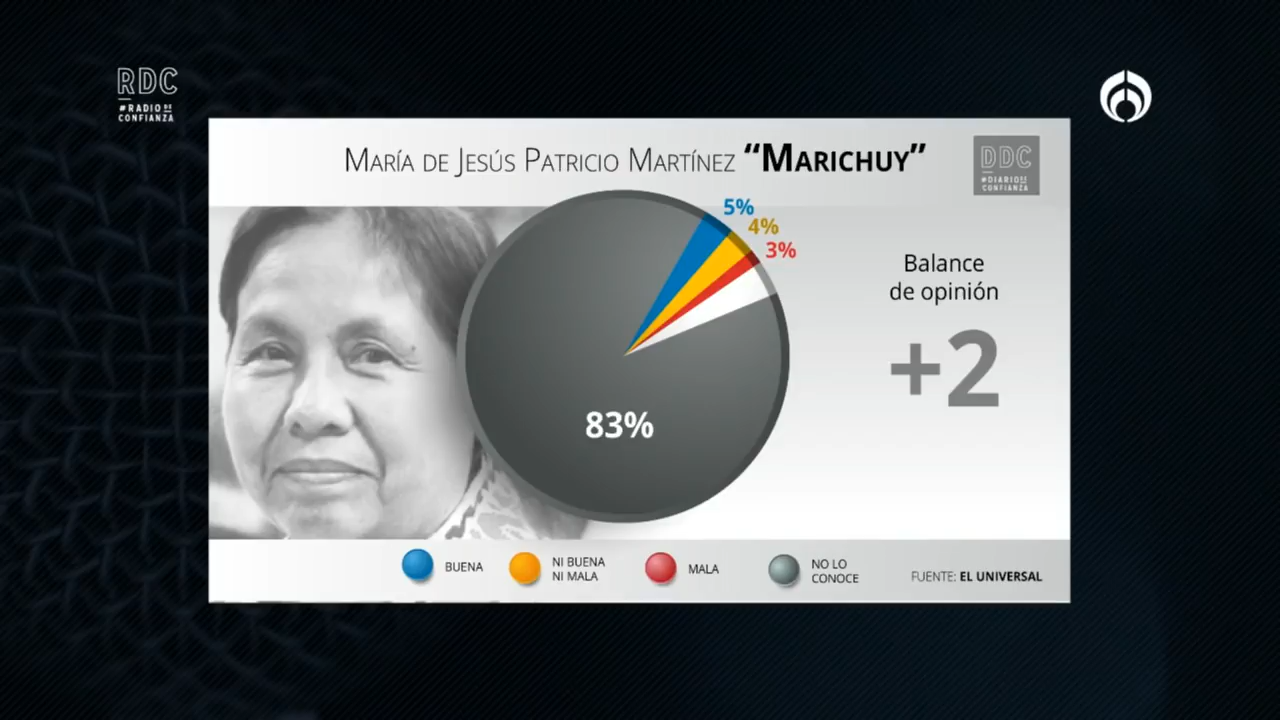 RDC
#RADIO DE
CONFIANZA
MARÍA DE JESÚS PATRICIO MARTÍNEZ “MARICHUY”
DDC
#DIARIO DE
CONFIANZA
5%
4%
3%
83%
Balance
de opinión
+2
BUENA
NI BUENA
NI MALA
MALA
NO LO
CONOCE
FUENTE: EL UNIVERSAL